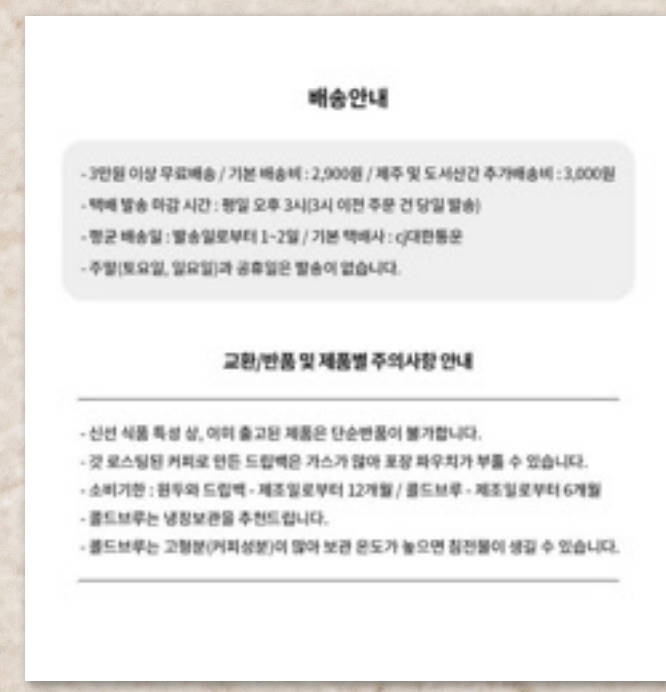 배송안내
- 3만원 이상 무료배송 / 기본 배송비 : 2,900원 / 제주 및 도서산간 추가배송비 : 3,000원
- 택배 발송 마감 시간 : 평일 오후 3시(3시 이전 주문 건 당일 발송)
- 평균 배송일 : 발송일로부터 1~2일 / 기본 택배사 : cj대한통운
- 주말(토요일, 일요일)과 공휴일은 발송이 없습니다.
교환/반품 및 제품별 주의사항 안내
- 신선 식품 특성 상, 이미 출고된 제품은 단순반품이 불가합니다.
- 갓 로스팅된 커피로 만든 드립백은 가스가 많아 포장 파우치가 부풀 수 있습니다.
- 소비기한 : 원두와 드립백 - 제조일로부터 12개월 / 콜드브루 - 제조일로부터 6개월
- 콜드브루는 냉장보관을 추천드립니다.
- 콜드브루는 고형분(커피성분)이 많아 보관 온도가 높으면 침전물이 생길 수 있습니다.